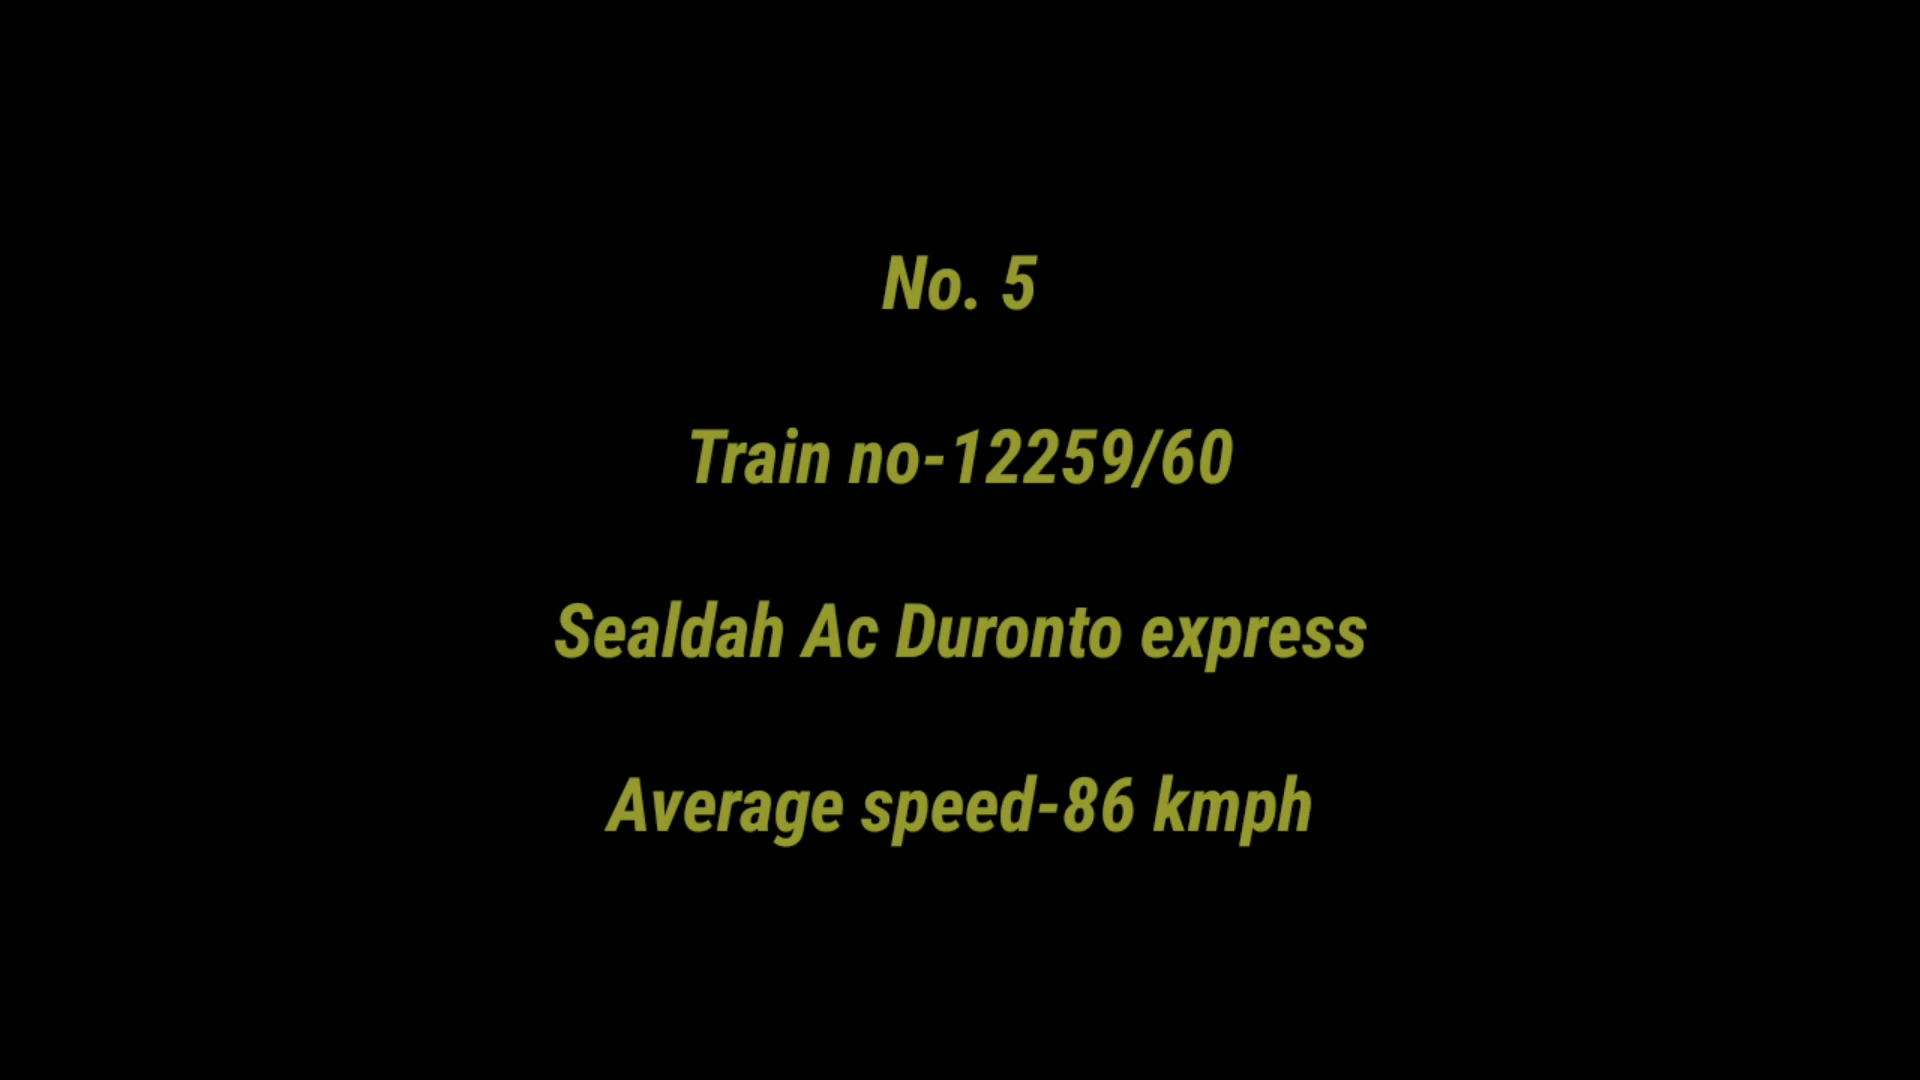 No. 5
Train no-12259/60
Sealdah Ac Duronto express
Average speed-86 kmph